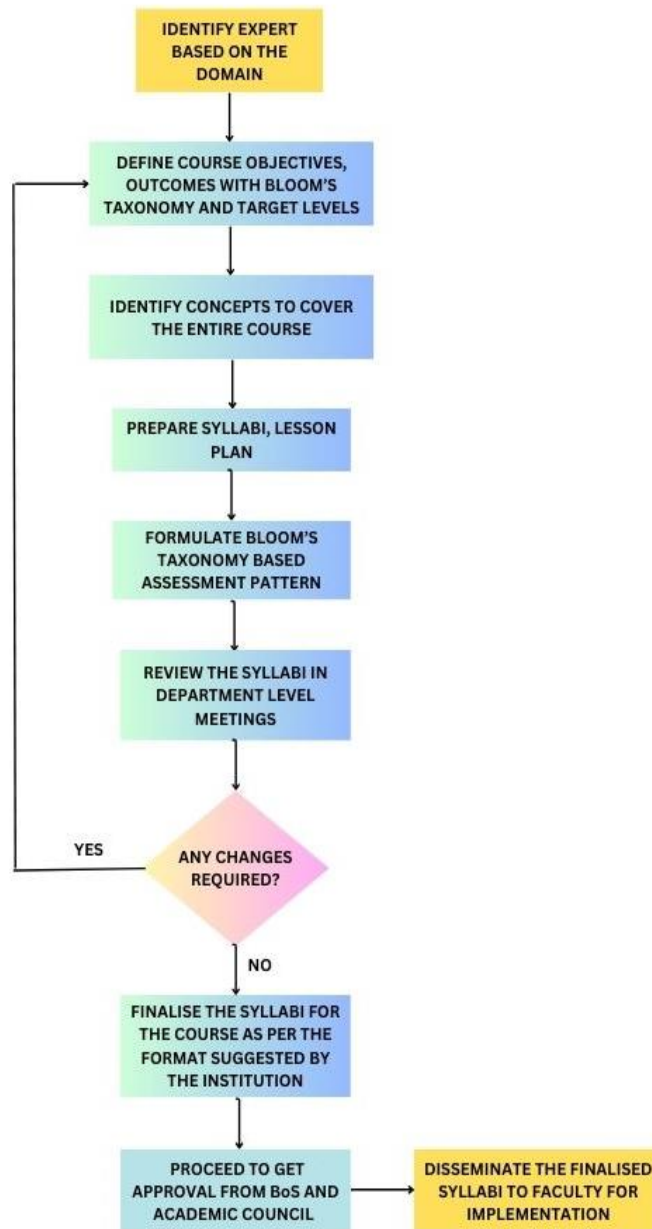 IDENTIFY EXPERT
BASED ON THE
DOMAIN
DEFINE COURSE OBJECTIVES,
OUTCOMES WITH BLOOM'S
TAXONOMY AND TARGET LEVELS
IDENTIFY CONCEPTS TO COVER
THE ENTIRE COURSE
PREPARE SYLLABI, LESSON
PLAN
FORMULATE BLOOM'S
TAXONOMY BASED
ASSESSMENT PATTERN
REVIEW THE SYLLABI IN
DEPARTMENT LEVEL
MEETINGS
YES
ANY CHANGES
REQUIRED?
NO
FINALISE THE SYLLABI FOR
THE COURSE AS PER THE
FORMAT SUGGESTED BY
THE INSTITUTION
PROCEED TO GET
APPROVAL FROM BoS AND
ACADEMIC COUNCIL
DISSEMINATE THE FINALISED
SYLLABI TO FACULTY FOR
IMPLEMENTATION